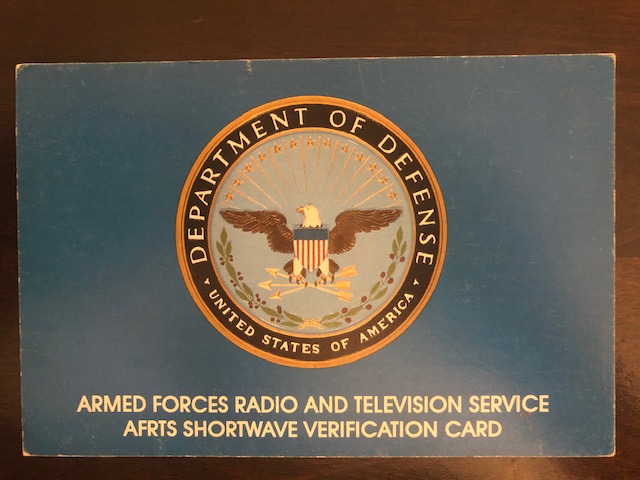 DEPARTMENT OF DEFENSE
UNITED STATES OF AMERICA
ARMED FORCES RADIO AND TELEVISION SERVICE
AFRTS SHORTWAVE VERIFICATION CARD